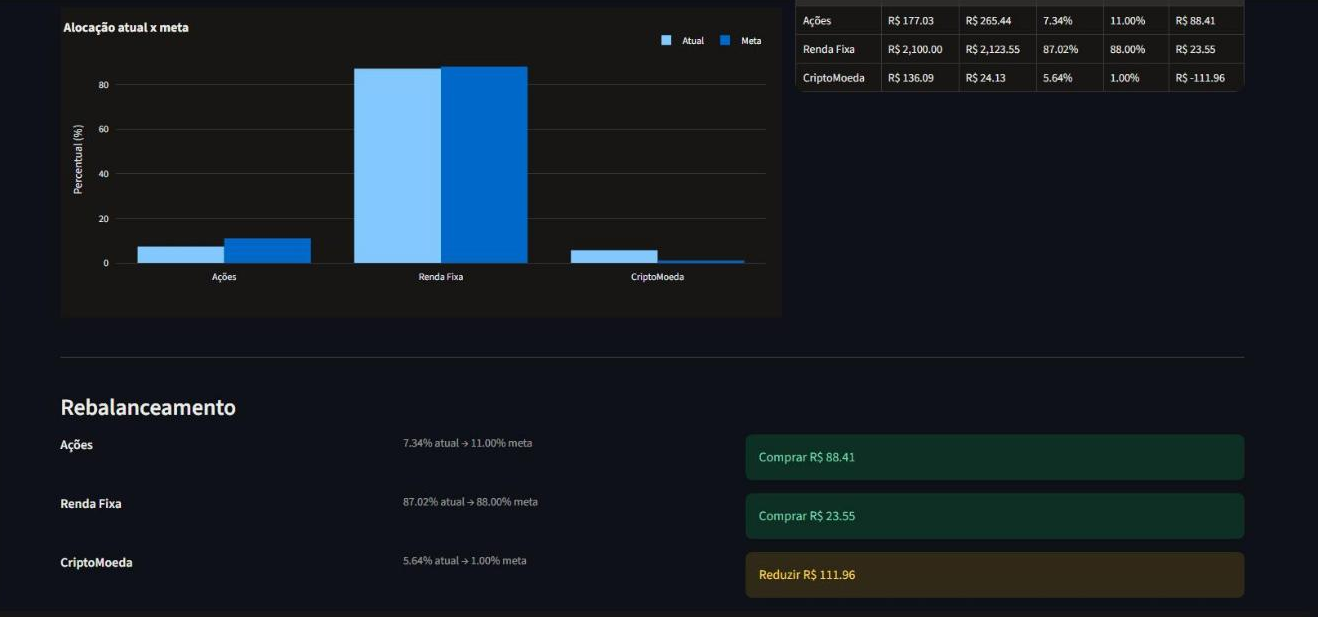 Alocação atual x meta
Atual Meta
Percentual (%)
80
60
40
20
0
Ações Renda Fixa CriptoMoeda
Ações R$ 177.03 R$ 265.44 7.34% 11.00% R$ 88.41
Renda Fixa R$ 2,100.00 R$ 2,123.55 87.02% 88.00% R$ 23.55
CriptoMoeda R$ 136.09 R$ 24.13 5.64% 1.00% R$ -111.96
Rebalanceamento
Ações 7.34% atual → 11.00% meta Comprar R$ 88.41
Renda Fixa 87.02% atual → 88.00% meta Comprar R$ 23.55
CriptoMoeda 5.64% atual → 1.00% meta Reduzir R$ 111.96